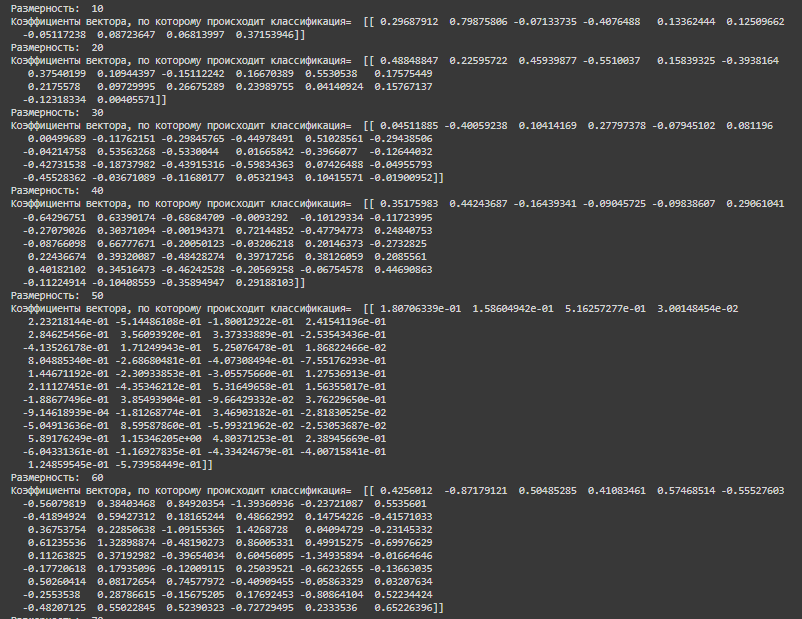 Размерность:  10
Коэффициенты вектора, по которому происходит классификация=  [[ 0.29687912  0.79875806 -0.07133735 -0.4076488   0.13362444  0.12509662
  -0.05117238  0.08723647  0.06813997  0.37153946]]
Размерность:  20
Коэффициенты вектора, по которому происходит классификация=  [[ 0.48848847  0.22595722  0.45939877 -0.5510037   0.15839325 -0.3938164
   0.37540199  0.10944397 -0.15112242  0.16670389  0.5530538   0.17575449
   0.2175578   0.09729995  0.26675289  0.23989755  0.04140924  0.15767137
  -0.12318334  0.00405571]]
Размерность:  30
Коэффициенты вектора, по которому происходит классификация=  [[ 0.04511885 -0.40059238  0.10414169  0.27797378 -0.07945102  0.081196
   0.00499689 -0.11762151 -0.29845765 -0.44978491  0.51028561 -0.29438506
  -0.04214758  0.53563268 -0.5330044   0.01665842 -0.3966077  -0.12644032
  -0.42731538 -0.18737982 -0.43915316 -0.59834363  0.07426488 -0.04955793
  -0.45528362 -0.03671089 -0.11680177  0.05321943  0.10415571 -0.01900952]]
Размерность:  40
Коэффициенты вектора, по которому происходит классификация=  [[ 0.35175983  0.44243687 -0.16439341 -0.09045725 -0.09838607  0.29061041
  -0.64296751  0.63390174 -0.68684709 -0.0093292  -0.10129334 -0.11723995
  -0.27079026  0.30371094 -0.00194371  0.72144852 -0.47794773  0.24840753
  -0.08766098  0.66777671 -0.20050123 -0.03206218  0.20146373 -0.2732825
   0.22436674  0.39320087 -0.48428274  0.39717256  0.38126059  0.2085561
   0.40182102  0.34516473 -0.46242528 -0.20569258 -0.06754578  0.44690863
  -0.11224914 -0.10408559 -0.35894947  0.29188103]]
Размерность:  50
Коэффициенты вектора, по которому происходит классификация=  [[ 1.80706339e-01  1.58604942e-01  5.16257277e-01  3.00148454e-02
   2.23218144e-01 -5.14486108e-01 -1.80012922e-01  2.41541196e-01
   2.84625456e-01  3.56093920e-01  3.37333889e-01 -2.53543436e-01
  -4.13526178e-01  1.71249943e-01  5.25076478e-01  1.86822466e-02
   8.04885340e-01 -2.68680481e-01 -4.07308494e-01 -7.55176293e-01
   1.44671192e-01 -2.30933853e-01 -3.05575660e-01  1.27536913e-01
   2.11127451e-01 -4.35346212e-01  5.31649658e-01  1.56355017e-01
  -1.88677496e-01  3.85493904e-01 -9.66429332e-02  3.76229650e-01
  -9.14618939e-04 -1.81268774e-01  3.46903182e-01 -2.81830525e-02
  -5.04913636e-01  8.59587860e-01 -5.99321962e-02 -2.53053687e-02
   5.89176249e-01  1.15346205e+00  4.80371253e-01  2.38945669e-01
  -6.04331361e-01 -1.16927835e-01 -4.33424679e-01 -4.00715841e-01
   1.24859545e-01 -5.73958449e-01]]
Размерность:  60
Коэффициенты вектора, по которому происходит классификация=  [[ 0.4256012  -0.87179121  0.50485285  0.41083461  0.57468514 -0.55527603
  -0.56079819  0.38403468  0.84920354 -1.39360936 -0.23721087  0.5535601
  -0.41894924  0.59427312  0.18165244  0.48662992  0.14754226 -0.41571033
   0.36753754  0.22850638 -1.09155365  1.4268728   0.04094729 -0.23145332
   0.61235536  1.32898874 -0.48190273  0.86005331  0.49915275 -0.69976629
   0.11263825  0.37192982 -0.39654034  0.60456095 -1.34935894 -0.01664646
  -0.17720618  0.17935096 -0.12009115  0.25039521 -0.66232655 -0.13663035
   0.50260414  0.08172654  0.74577972 -0.40909455 -0.05863329  0.03207634
  -0.2553538   0.28786615 -0.15675205  0.17692453 -0.80864104  0.52234424
  -0.48207125  0.55022845  0.52390323 -0.72729495  0.2333536   0.65226396]]